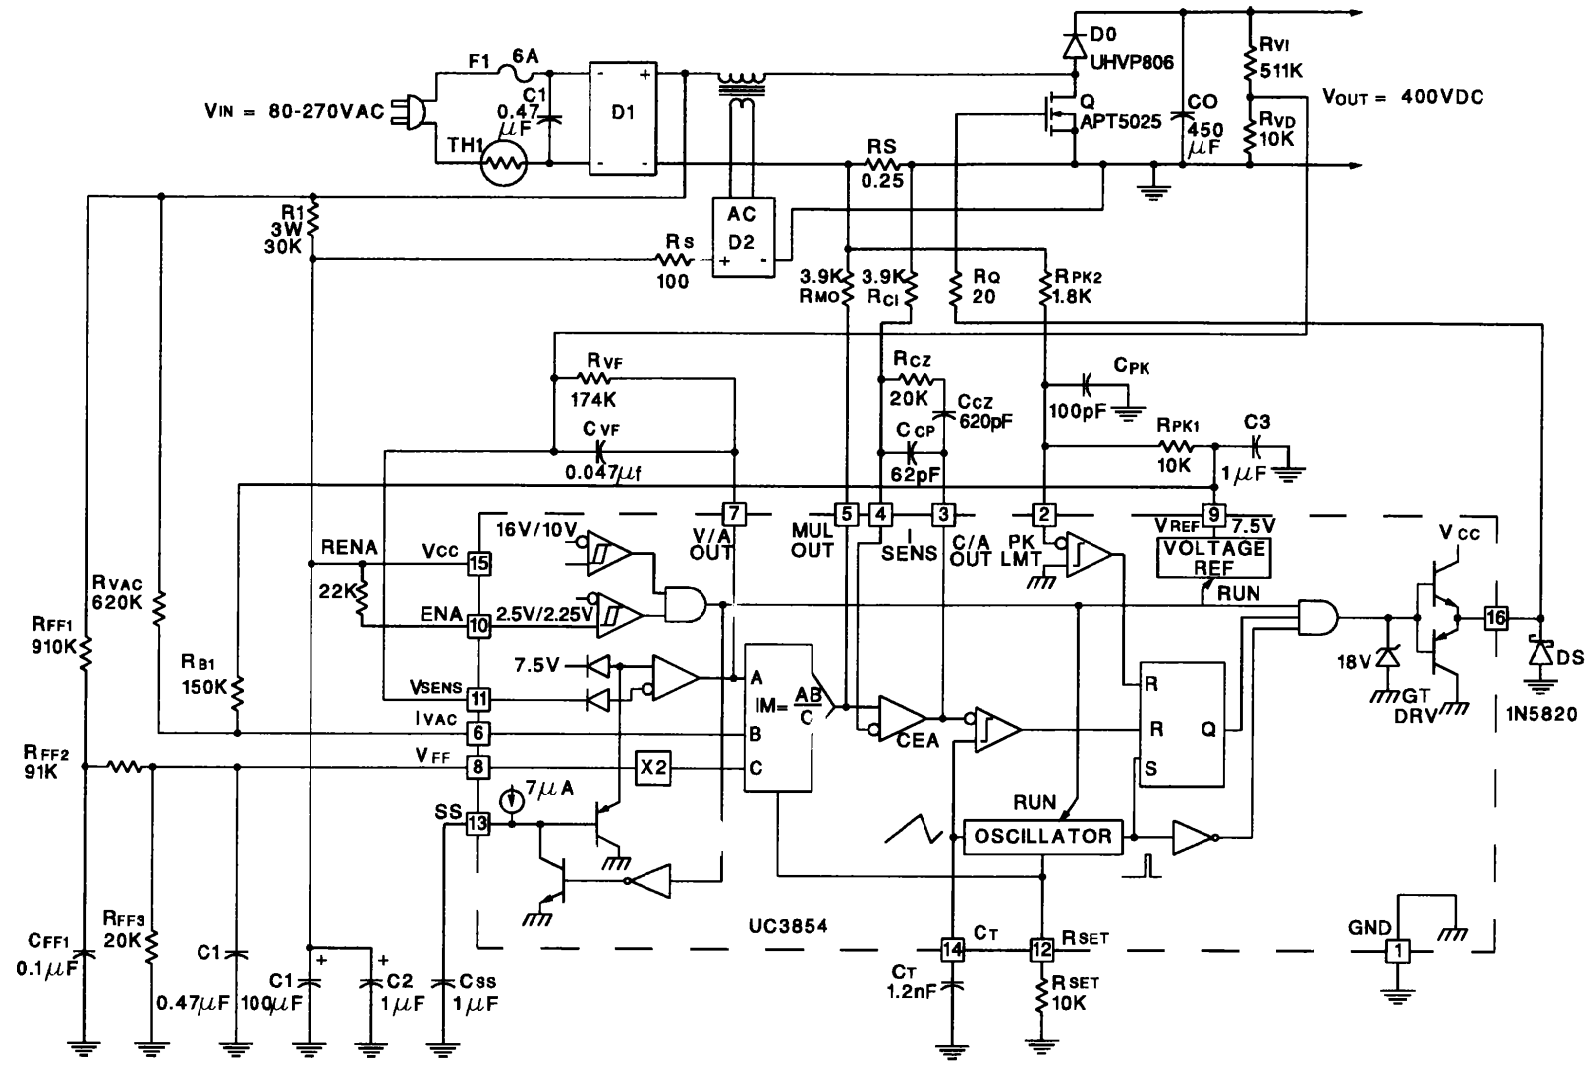 F1 6A
VIN = 80-270VAC
C1
0.47
μF
TH1
- +
D1
- -
D0
UHVP806
Q
APT5025
CO
450
μF
RVI
511K
RVD
10K
VOUT = 400VDC
RS
0.25
R1
3W
30K
RS
100
AC
D2
+ -
3.9K
RMO
3.9K
RCI
RQ
20
RPK2
1.8K
RVF
174K
CVF
0.047μf
RCZ
20K
CCZ
620pF
CCP
62pF
CPK
100pF
RPK1
10K
C3
1μF
7
V/A
OUT
5
MUL
OUT
4
I
SENS
3
C/A
OUT
2
PK
LMT
9
VREF 7.5V
VOLTAGE
REF
RUN
16V/10V
RENA
VCC
15
22K
ENA
10
2.5V/2.25V
RVAC
620K
RFF1
910K
RB1
150K
7.5V
VSENS
11
IVAC
6
VFF
8
RFF2
91K
X2
A
B
C
IM= AB
C
CEA
R
R
S
Q
VCC
16
18V
GT
DRV
DS
1N5820
7μA
SS
13
RUN
OSCILLATOR
UC3854
14
CT
12
RSET
CT
1.2nF
RSET
10K
GND
1
CFF1
0.1μF
RFF3
20K
C1
0.47μF
+
C1
100μF
+
C2
1μF
CSS
1μF